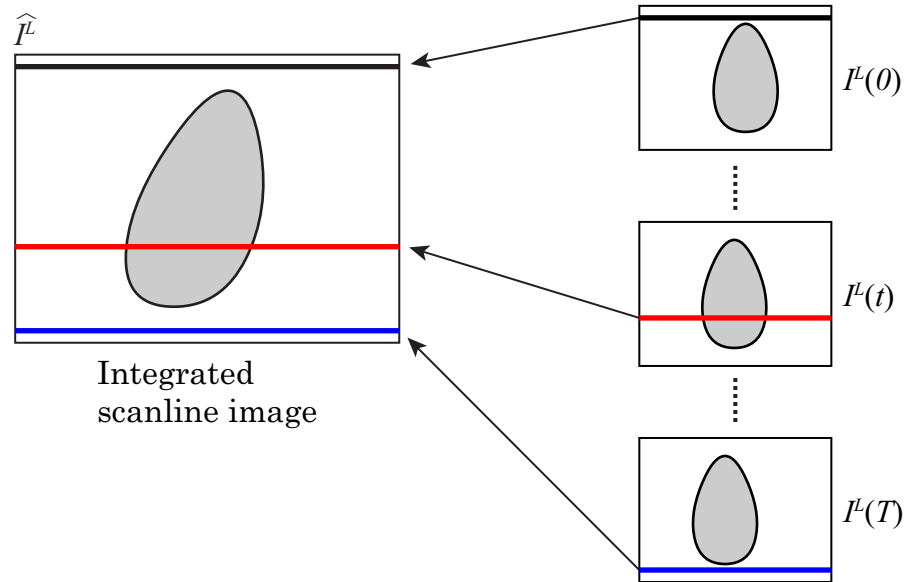 Î^L
I^L(0)
I^L(t)
Integrated
scanline image
I^L(T)